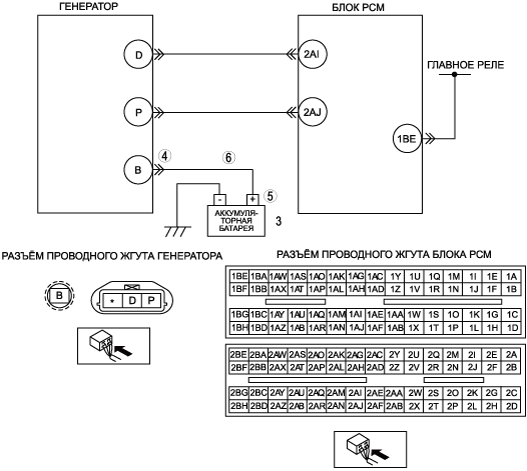 ГЕНЕРАТОР
БЛОК PCM
D
2AI
ГЛАВНОЕ РЕЛЕ
P
2AJ
1BE
B
4
6
- +
5
АККУМУЛЯ-
ТОРНАЯ
БАТАРЕЯ
3
РАЗЪЁМ ПРОВОДНОГО ЖГУТА ГЕНЕРАТОРА
B
* D P
РАЗЪЁМ ПРОВОДНОГО ЖГУТА БЛОКА PCM
1BE 1BA 1AW 1AS 1AO 1AK 1AG 1AC 1Y 1U 1Q 1M 1I 1E 1A
1BF 1BB 1AX 1AT 1AP 1AL 1AH 1AD 1Z 1V 1R 1N 1J 1F 1B
1BG 1BC 1AY 1AU 1AQ 1AM 1AI 1AE 1AA 1W 1S 1O 1K 1G 1C
1BH 1BD 1AZ 1AB 1AR 1AN 1AJ 1AF 1AB 1X 1T 1P 1L 1H 1D
2BE 2BA 2AW 2AS 2AO 2AK 2AG 2AC 2Y 2U 2Q 2M 2I 2E 2A
2BF 2BB 2AX 2AT 2AP 2AL 2AH 2AD 2Z 2V 2R 2N 2J 2F 2B
2BG 2BC 2AY 2AU 2AQ 2AM 2AI 2AE 2AA 2W 2S 2O 2K 2G 2C
2BH 2BD 2AZ 2AB 2AR 2AN 2AJ 2AF 2AB 2X 2T 2P 2L 2H 2D